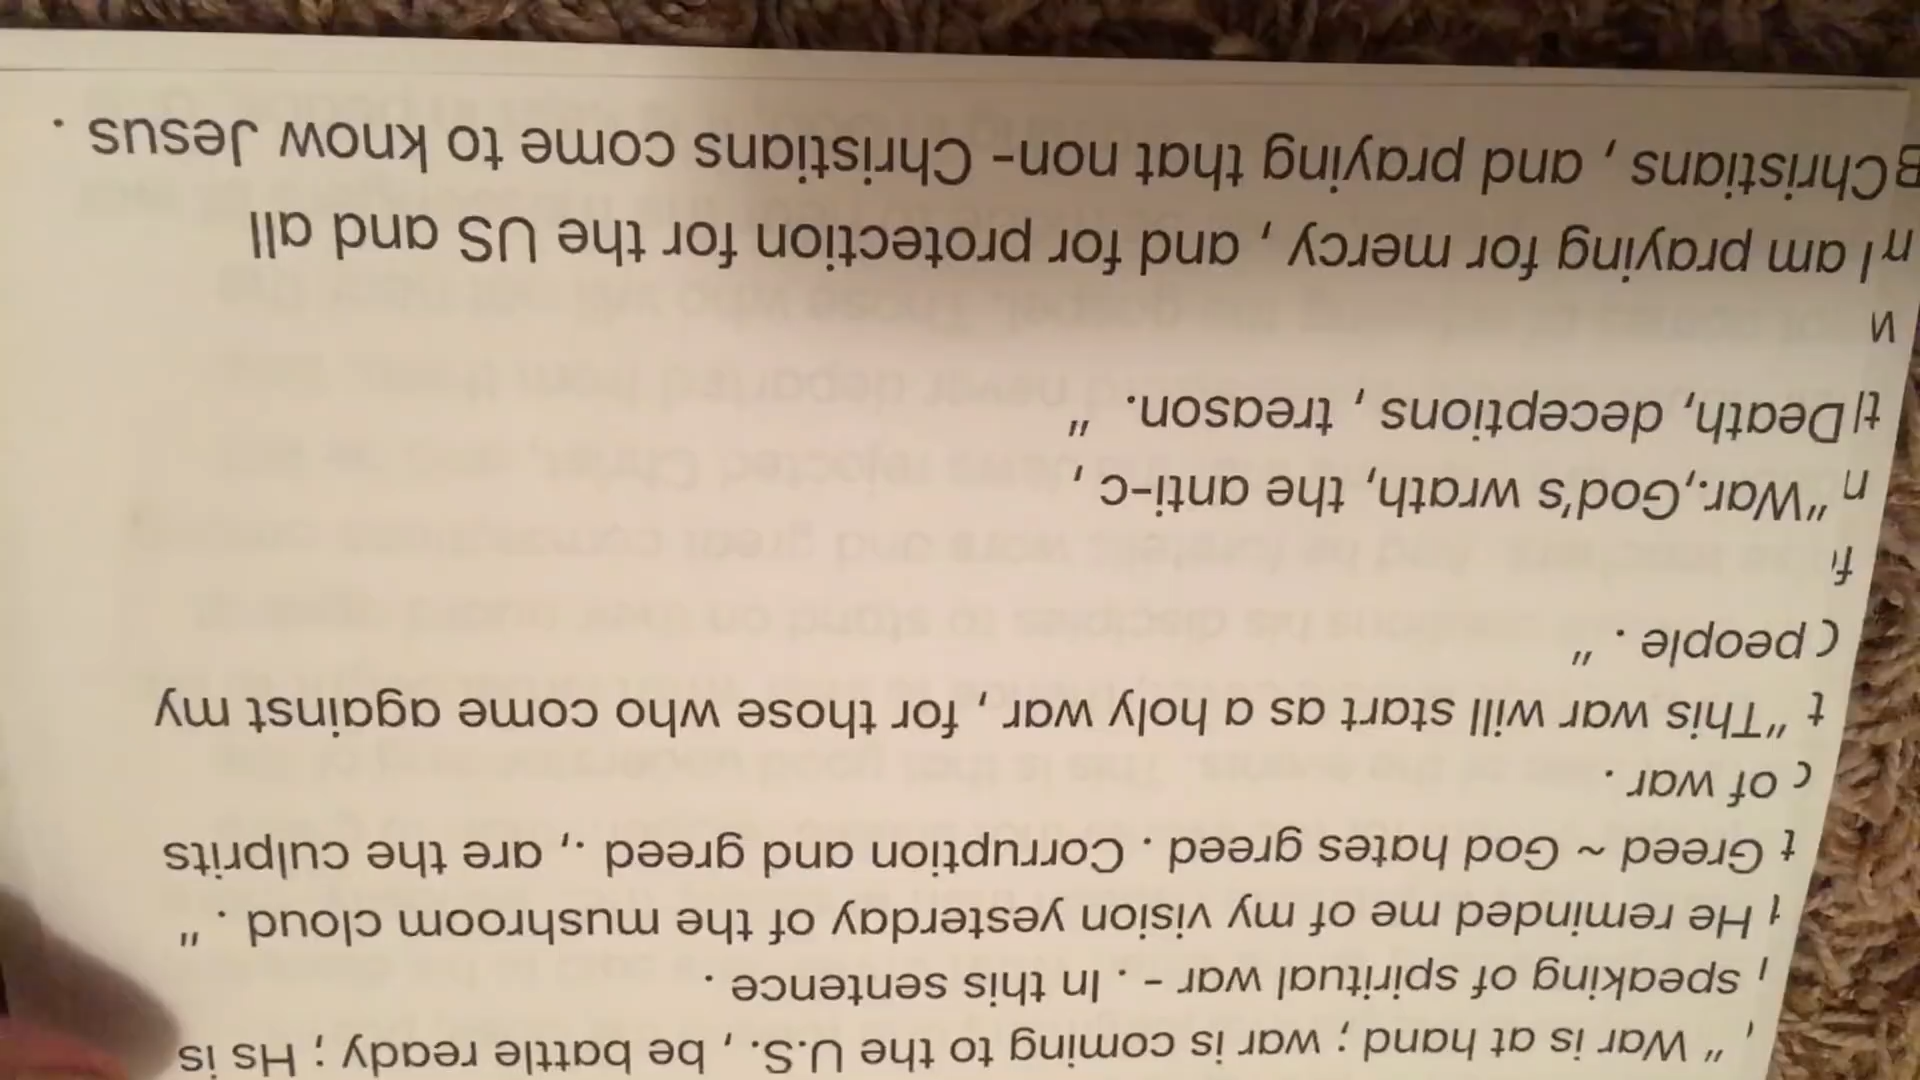 " War is at hand ; war is coming to the U.S. , be battle ready ; Hs is
speaking of spiritual war - . In this sentence .
He reminded me of my vision yesterday of the mushroom cloud . "
Greed ~ God hates greed . Corruption and greed ., are the culprits
of war .
"This war will start as a holy war , for those who come against my
people . "
"War.,God's wrath, the anti-c ,
Death, deceptions , treason. "
I am praying for mercy , and for protection for the US and all
Christians , and praying that non- Christians come to know Jesus .